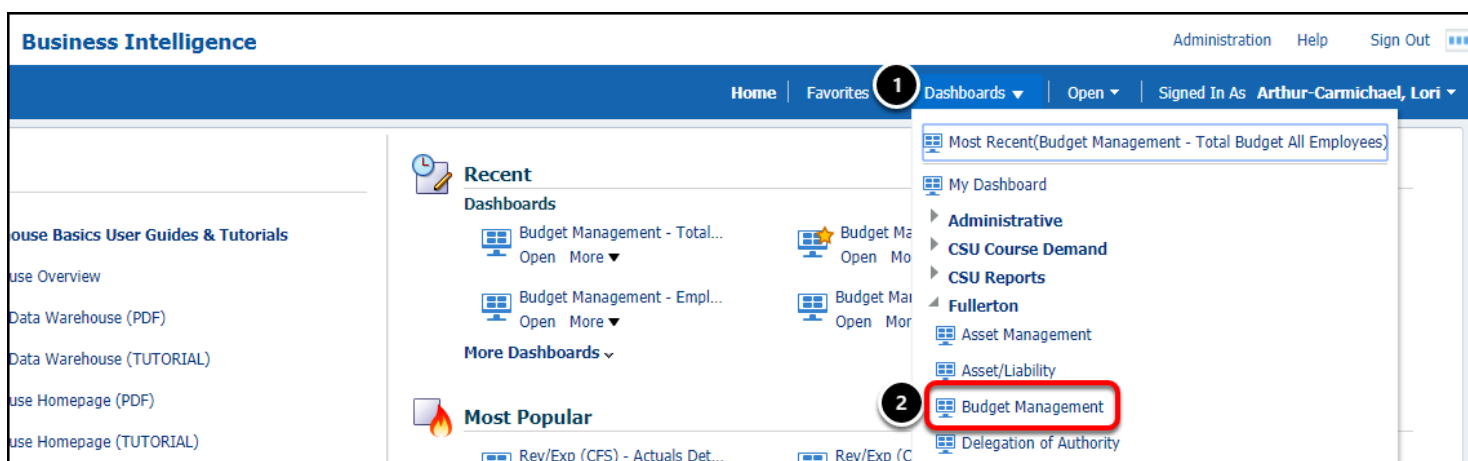 Business Intelligence
Administration Help Sign Out
Home Favorites 1 Dashboards Open Signed In As Arthur-Carmichael, Lori
Most Recent(Budget Management - Total Budget All Employees)
My Dashboard
Administrative
CSU Course Demand
CSU Reports
Fullerton
Asset Management
Asset/Liability
2 Budget Management
Delegation of Authority
ouse Basics User Guides & Tutorials
use Overview
Data Warehouse (PDF)
Data Warehouse (TUTORIAL)
use Homepage (PDF)
use Homepage (TUTORIAL)
Recent
Dashboards
Budget Management - Total...
Open More
Budget Ma
Open Mo
Budget Management - Empl...
Open More
Budget Mar
Open Mor
More Dashboards
Most Popular
Rev/Exp (CFS) - Actuals Det...
Rev/Exp (C